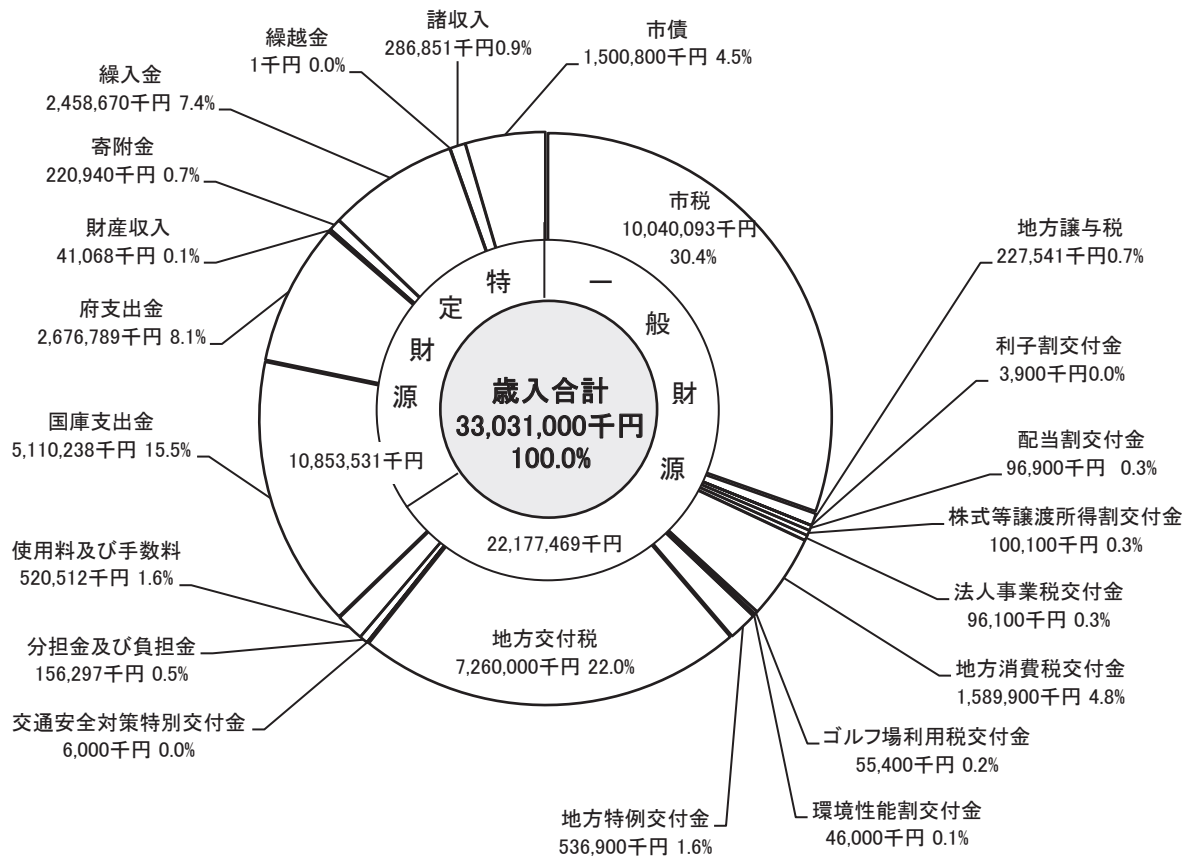 諸収入
286,851千円0.9%
市債
1,500,800千円 4.5%
繰越金
1千円 0.0%
繰入金
2,458,670千円 7.4%
寄附金
220,940千円 0.7%
財産収入
41,068千円 0.1%
府支出金
2,676,789千円 8.1%
国庫支出金
5,110,238千円 15.5%
使用料及び手数料
520,512千円 1.6%
分担金及び負担金
156,297千円 0.5%
交通安全対策特別交付金
6,000千円 0.0%
市税
10,040,093千円
30.4%
地方譲与税
227,541千円0.7%
利子割交付金
3,900千円0.0%
配当割交付金
96,900千円 0.3%
株式等譲渡所得割交付金
100,100千円 0.3%
法人事業税交付金
96,100千円 0.3%
地方消費税交付金
1,589,900千円 4.8%
ゴルフ場利用税交付金
55,400千円 0.2%
環境性能割交付金
46,000千円 0.1%
地方特例交付金
536,900千円 1.6%
地方交付税
7,260,000千円 22.0%
特定財源
10,853,531千円
一般財源
22,177,469千円
歳入合計
33,031,000千円
100.0%